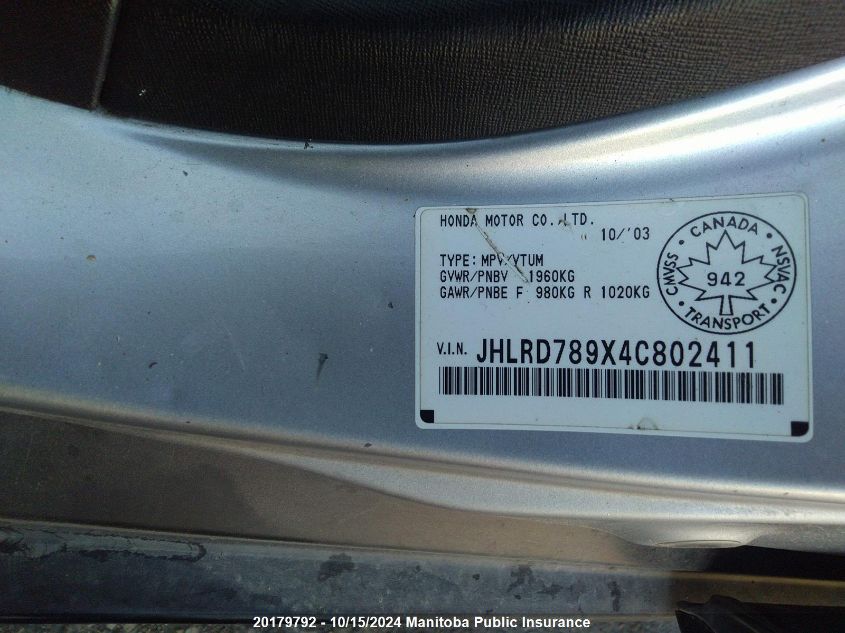 HONDA MOTOR CO.,LTD.
10/'03
TYPE: MPV/VTUM
GVWR/PNBV 1960KG
GAWR/PNBE F 980KG R 1020KG
CANADA
CMVSS
NSVAC
942
TRANSPORT
V.I.N. JHLRD789X4C802411
20179792 - 10/15/2024 Manitoba Public Insurance